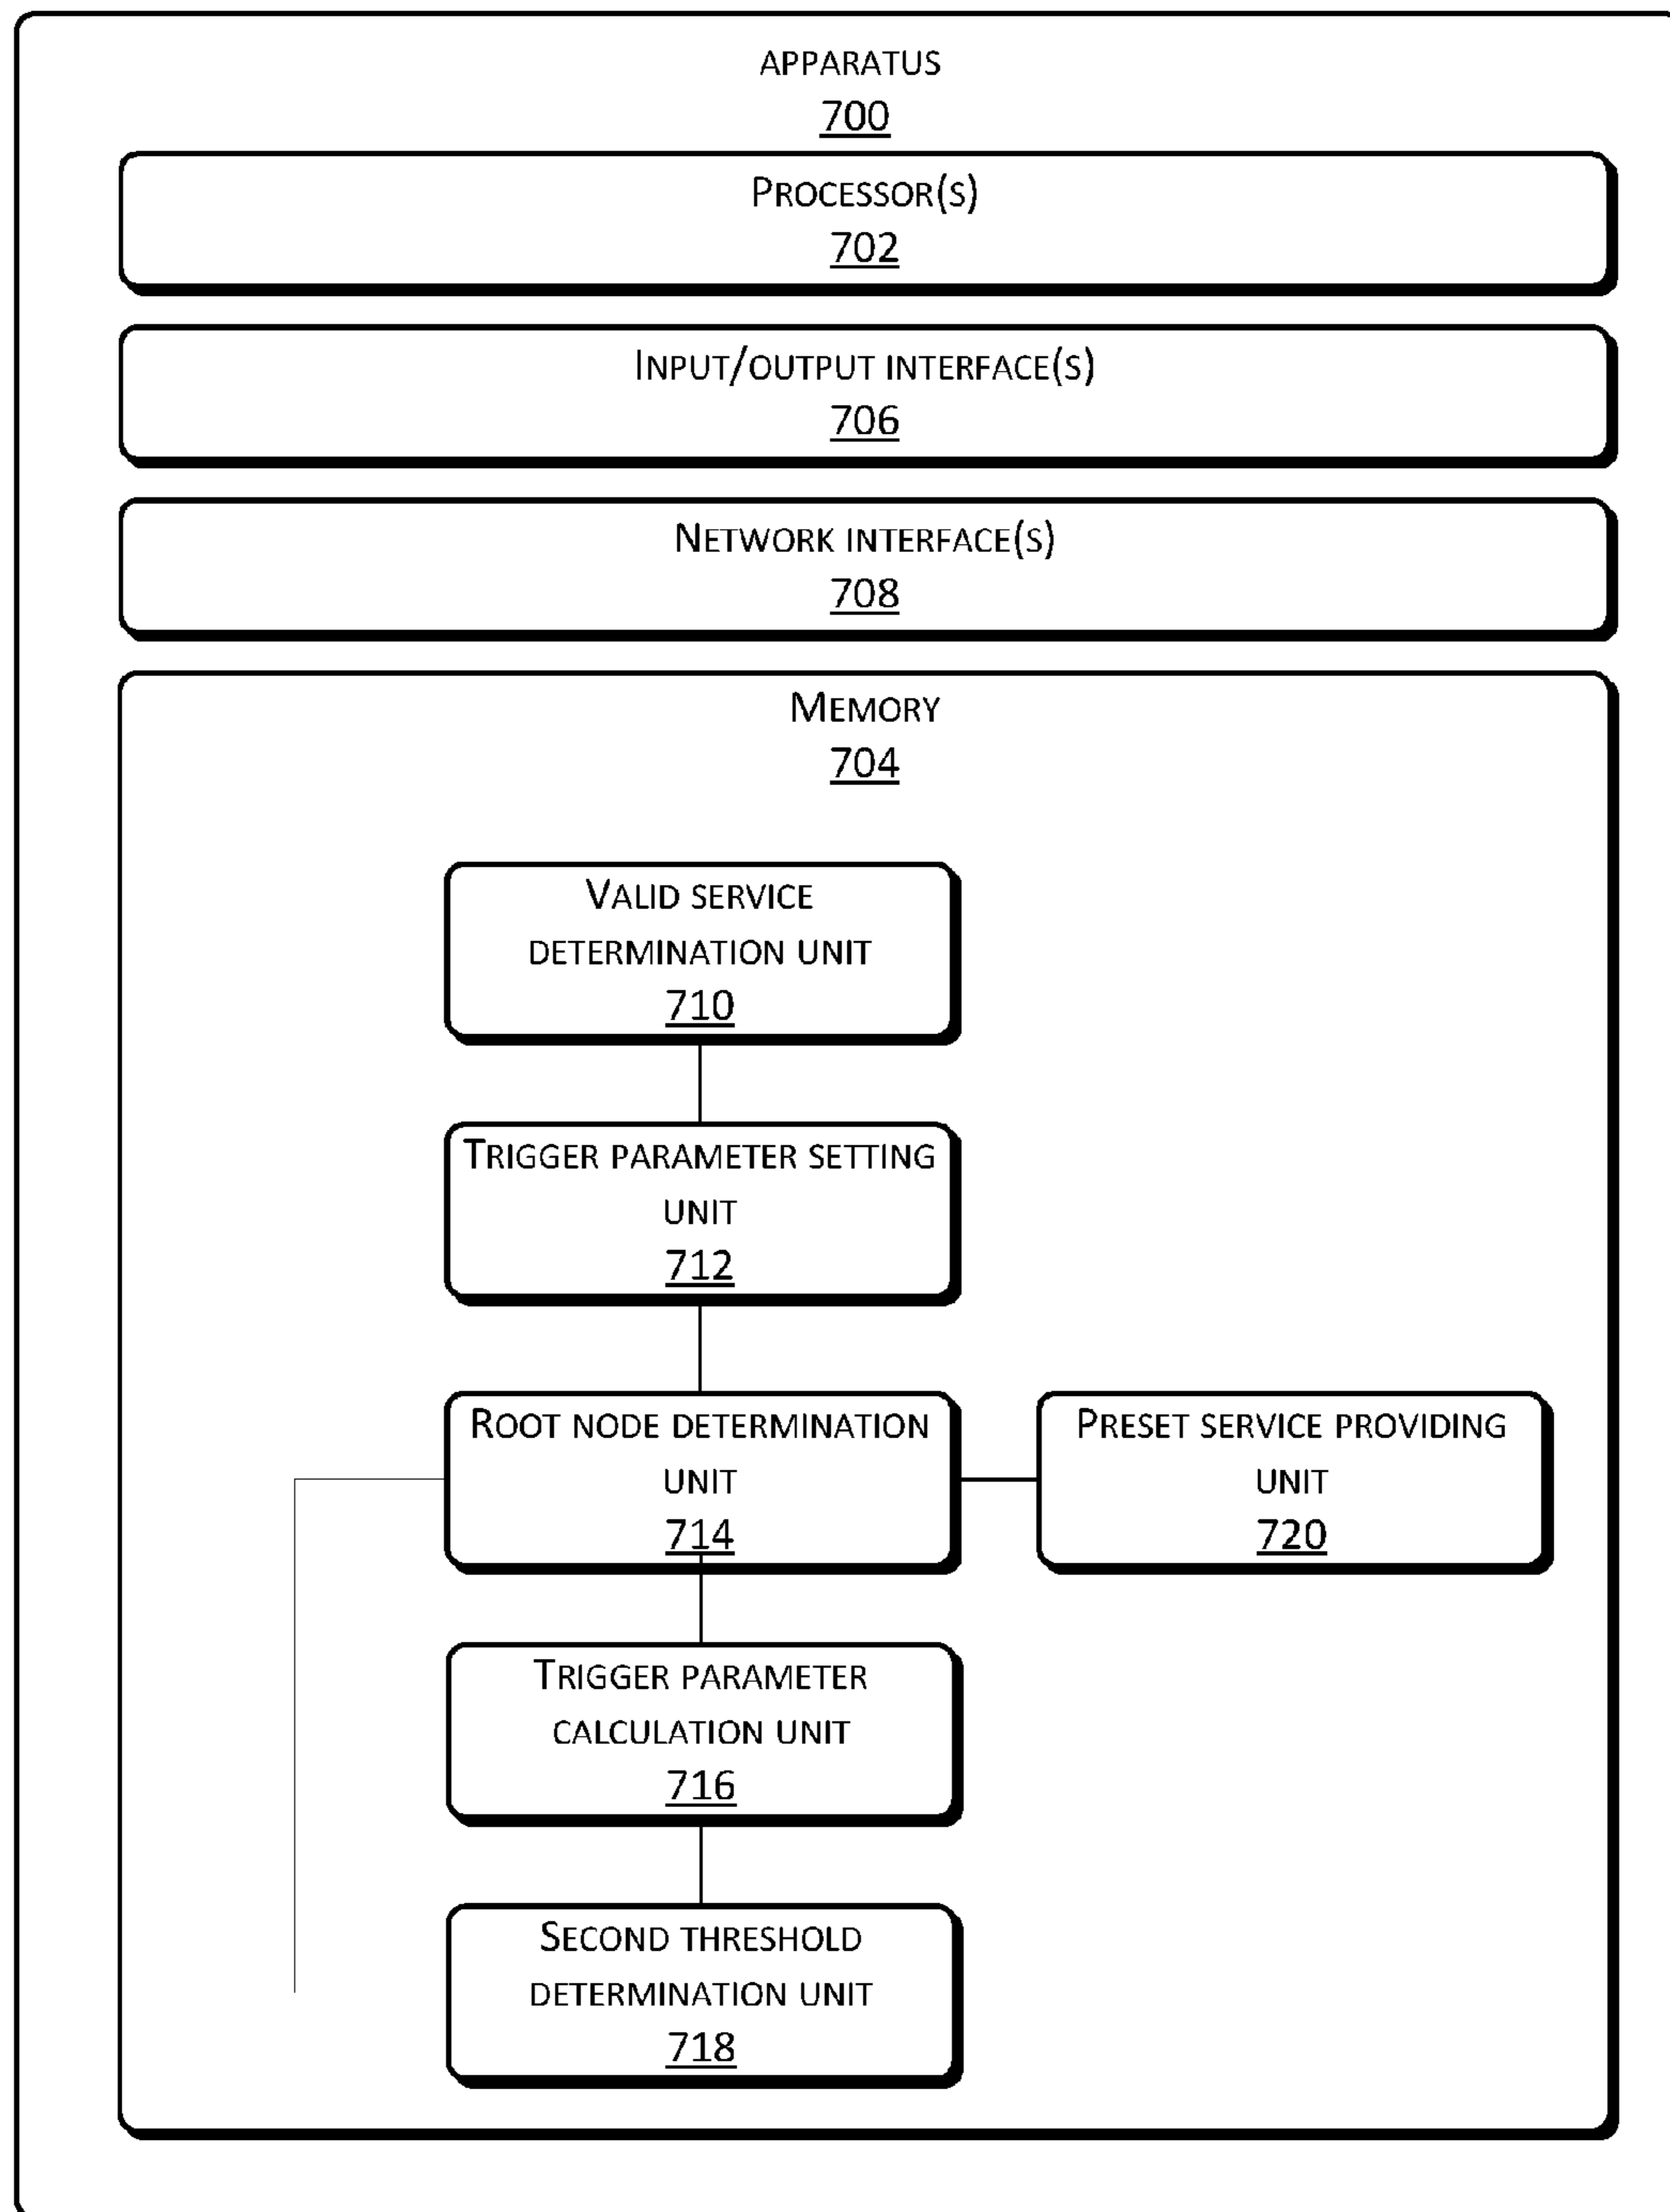 APPARATUS
700
PROCESSOR(S)
702
INPUT/OUTPUT INTERFACE(S)
706
NETWORK INTERFACE(S)
708
MEMORY
704
VALID SERVICE
DETERMINATION UNIT
710
TRIGGER PARAMETER SETTING
UNIT
712
ROOT NODE DETERMINATION
UNIT
714
PRESET SERVICE PROVIDING
UNIT
720
TRIGGER PARAMETER
CALCULATION UNIT
716
SECOND THRESHOLD
DETERMINATION UNIT
718